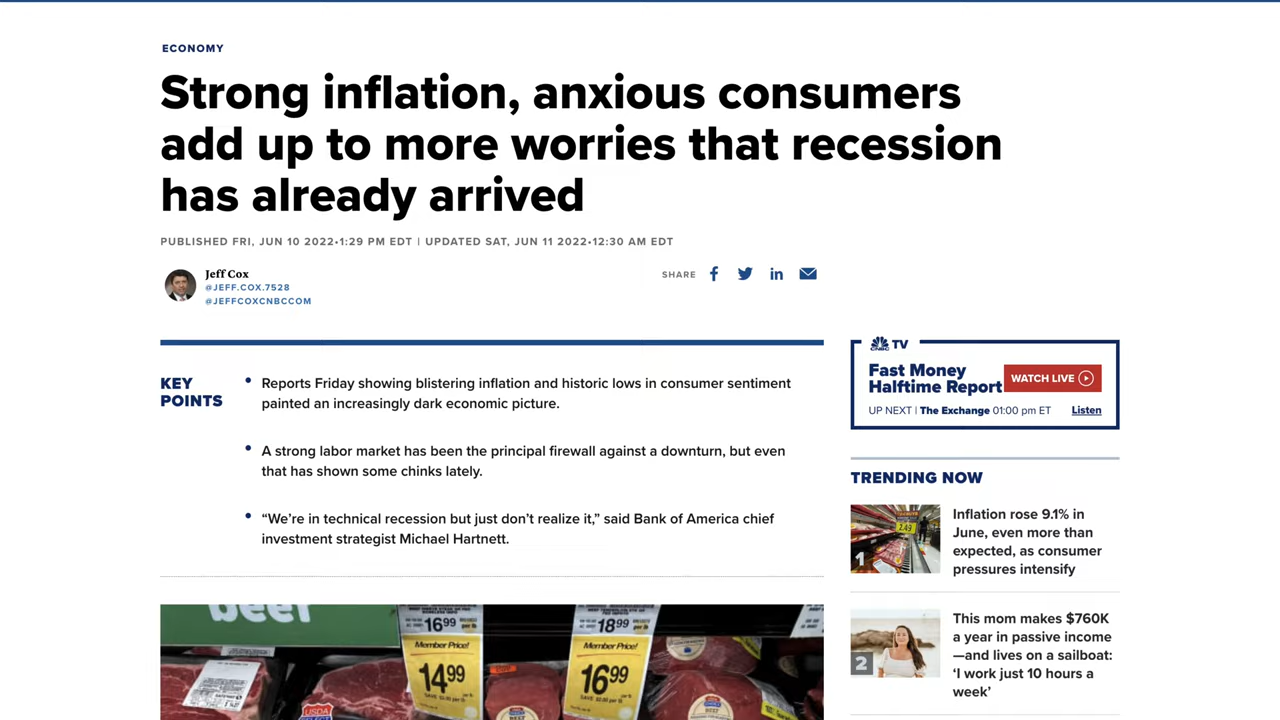 ECONOMY
Strong inflation, anxious consumers
add up to more worries that recession
has already arrived
PUBLISHED FRI, JUN 10 2022•1:29 PM EDT | UPDATED SAT, JUN 11 2022•12:30 AM EDT
Jeff Cox
@JEFF.COX.7528
@JEFFCOXCNBCCOM
SHARE
KEY
POINTS
• Reports Friday showing blistering inflation and historic lows in consumer sentiment
painted an increasingly dark economic picture.
• A strong labor market has been the principal firewall against a downturn, but even
that has shown some chinks lately.
• “We’re in technical recession but just don’t realize it,” said Bank of America chief
investment strategist Michael Hartnett.
beef
16.99
Member Price!
14.99
18.99
Member Price!
16.99
USDA
BEEF
BEEF
CNBC TV
Fast Money
Halftime Report
WATCH LIVE
UP NEXT | The Exchange 01:00 pm ET
Listen
TRENDING NOW
2.49
1
Inflation rose 9.1% in
June, even more than
expected, as consumer
pressures intensify
2
This mom makes $760K
a year in passive income
—and lives on a sailboat:
‘I work just 10 hours a
week’